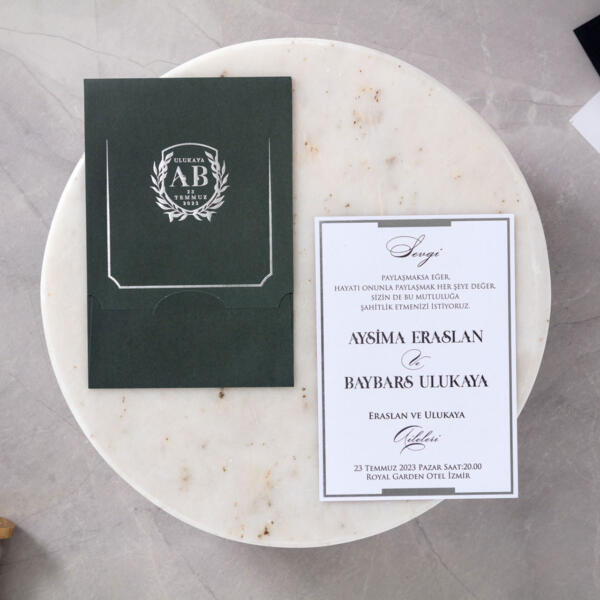 ULUKAYA
AB
23
TEMMUZ
2023
Sevgi
PAYLAŞMAKSA EĞER,
HAYATI ONUNLA PAYLAŞMAK HER ŞEYE DEĞER.
SİZİN DE BU MUTLULUĞA
ŞAHİTLİK ETMENİZİ İSTİYORUZ.
AYSİMA ERASLAN
Ve
BAYBARS ULUKAYA
ERASLAN VE ULUKAYA
Aileleri
23 TEMMUZ 2023 PAZAR SAAT:20.00
ROYAL GARDEN OTEL İZMİR